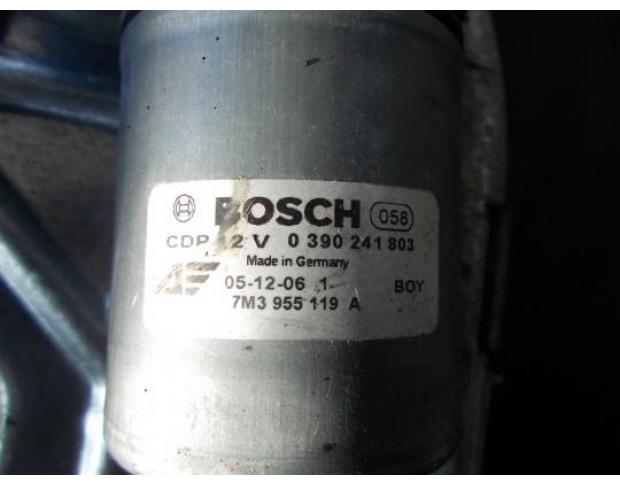 BOSCH 058
CDP 12 V 0 390 241 803
Made in Germany
05-12-06 1 BOY
7M3 955 119 A